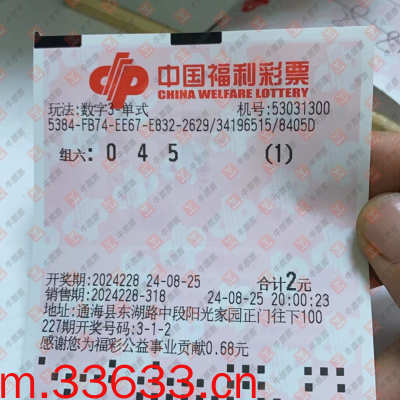 中国福利彩票
CHINA WELFARE LOTTERY
玩法:数字3-单式 机号:53031300
5384-FB74-EE67-E832-2629/34196515/8405D
组六: 0 4 5 (1)
开奖期:2024228 24-08-25 合计2元
销售期:2024228-318 24-08-25 20:00:23
地址:通海县东湖路中段阳光家园正门往下100
227期开奖号码:3-1-2
感谢您为福彩公益事业贡献0.68元
m.33633.cn